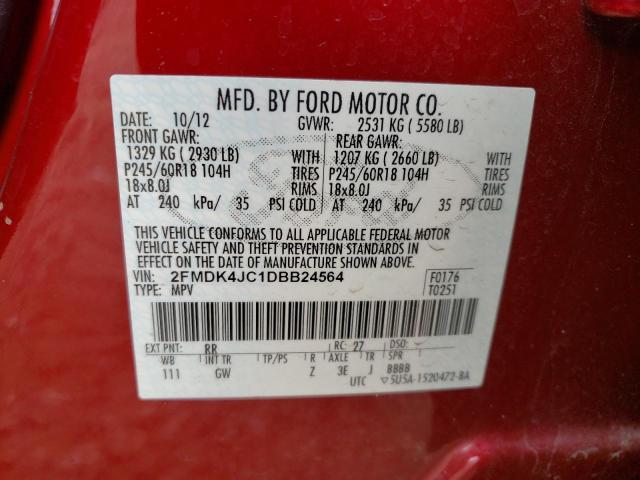 MFD. BY FORD MOTOR CO.
DATE: 10/12 GVWR: 2531 KG ( 5580 LB)
FRONT GAWR: REAR GAWR:
1329 KG ( 2930 LB) WITH 1207 KG ( 2660 LB) WITH
P245/60R18 104H TIRES P245/60R18 104H TIRES
18x8.0J RIMS 18x8.0J RIMS
AT 240 kPa/ 35 PSI COLD AT 240 kPa/ 35 PSI COLD
THIS VEHICLE CONFORMS TO ALL APPLICABLE FEDERAL MOTOR
VEHICLE SAFETY AND THEFT PREVENTION STANDARDS IN
EFFECT ON THE DATE OF MANUFACTURE SHOWN ABOVE.
VIN: 2FMDK4JC1DBB24564 F0176
TYPE: MPV T0251
EXT PNT: RR RC: 27 DSO:
WB INT TR TP/PS R AXLE TR SPR
111 GW Z 3E J BBBB
UTC ▽5U5A-1520472-BA